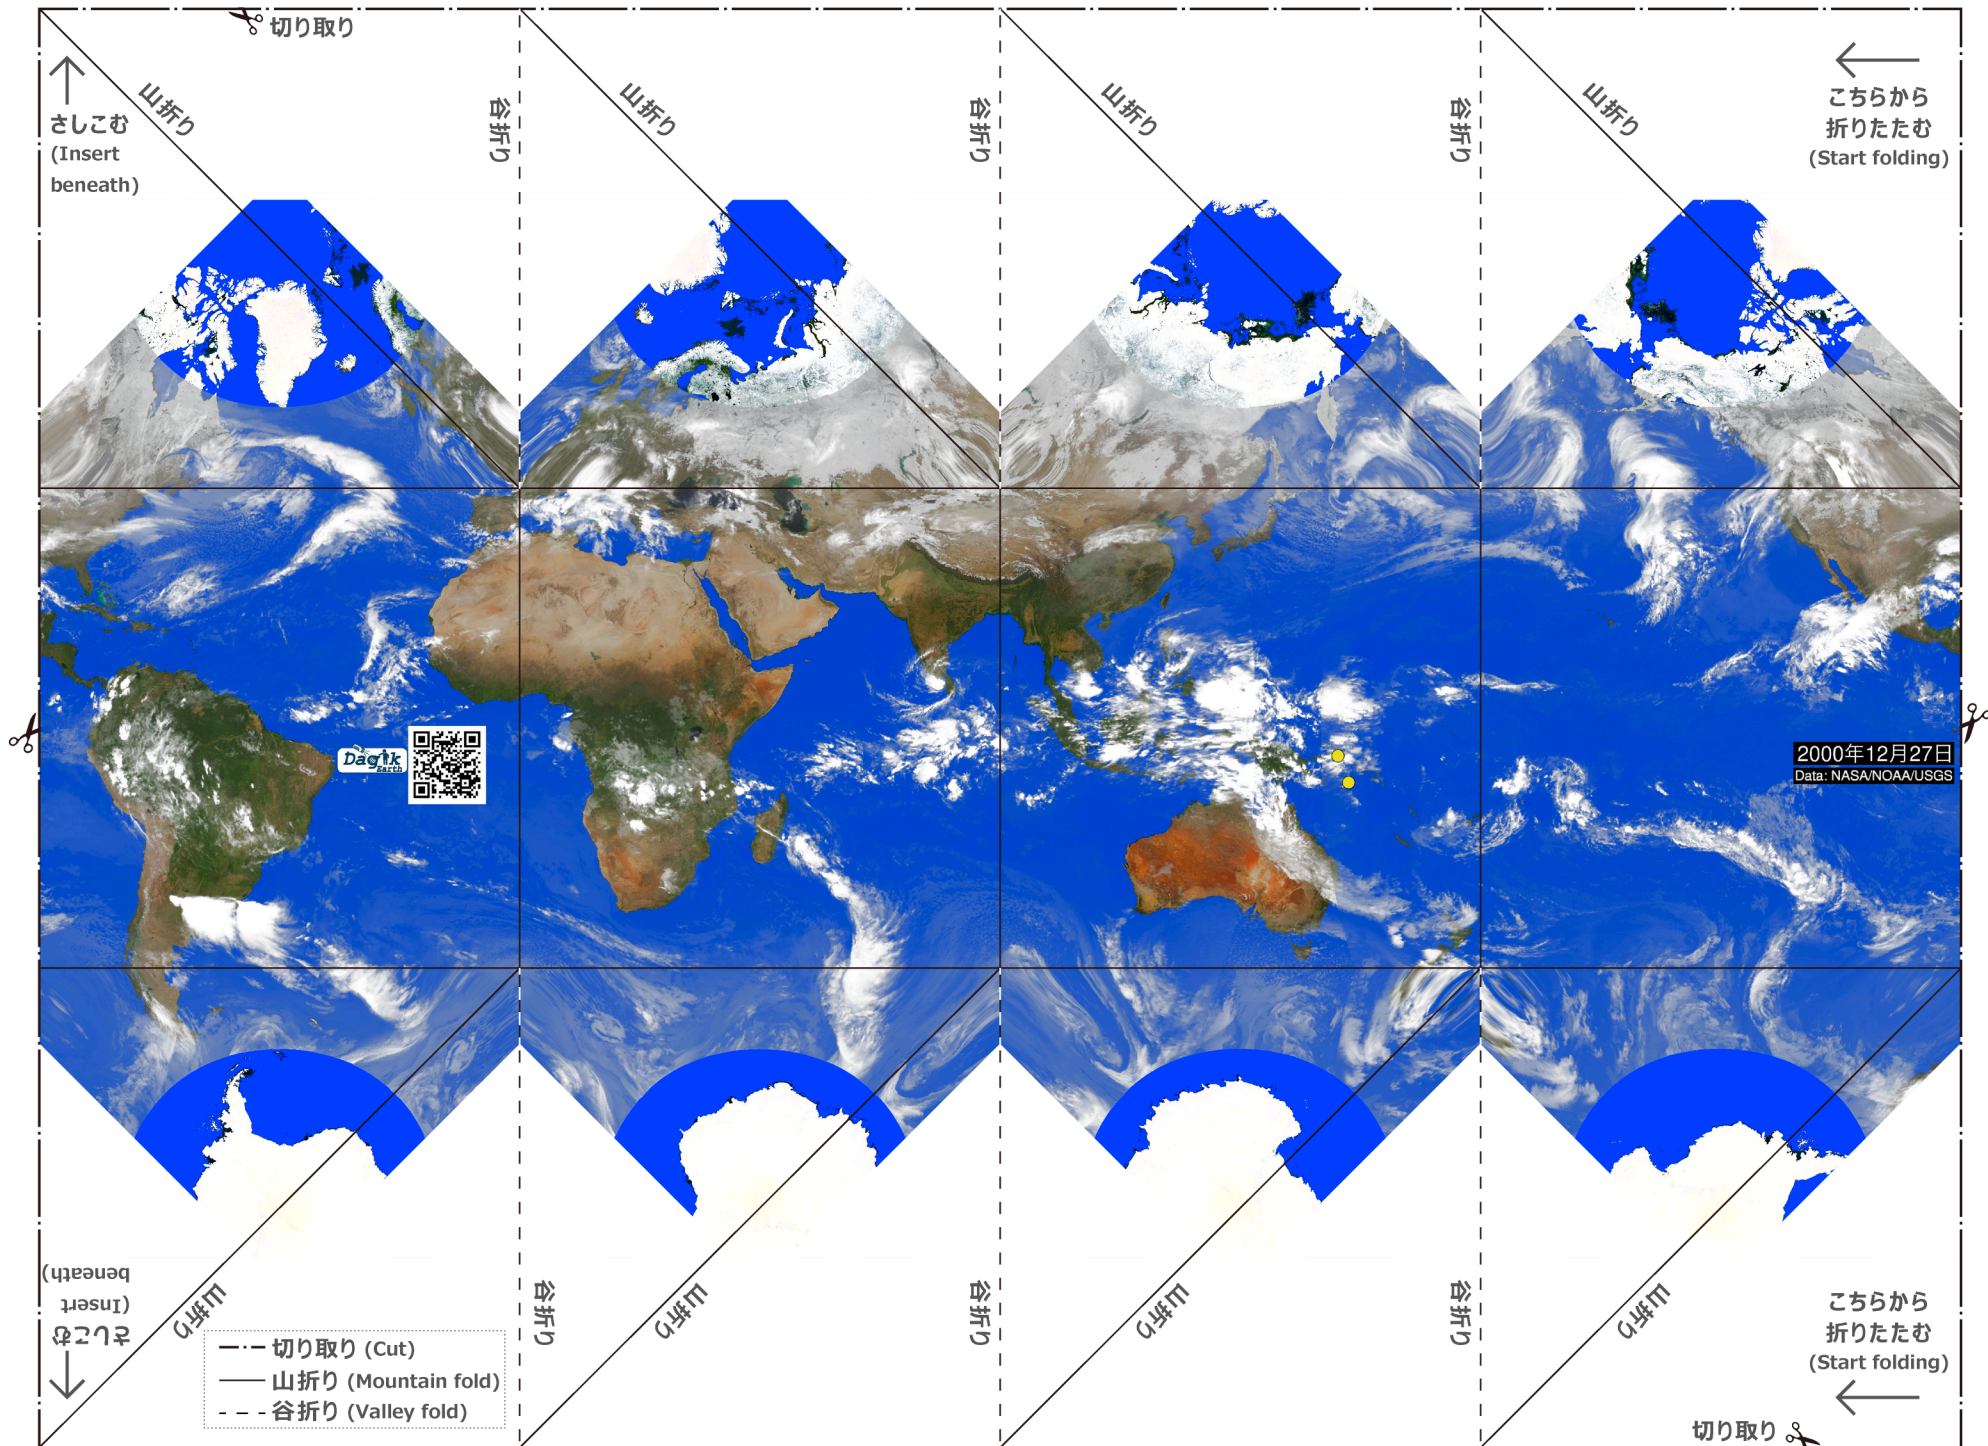 切り取り
さしこむ
(Insert
beneath)
山折り
谷折り
山折り
谷折り
山折り
谷折り
山折り
こちらから
折りたたむ
(Start folding)
Dagik
Earth
2000年12月27日
Data: NASA/NOAA/USGS
さしこむ
(Insert
beneath)
山折り
谷折り
山折り
谷折り
山折り
谷折り
山折り
こちらから
折りたたむ
(Start folding)
切り取り (Cut)
山折り (Mountain fold)
谷折り (Valley fold)
切り取り